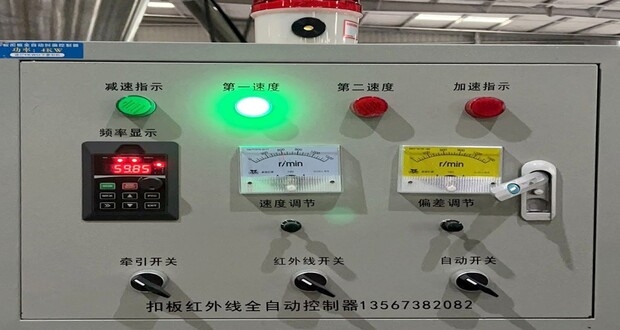 功率：4KW
减速指示
第一速度
第二速度
加速指示
频率显示
59.85
r/min
r/min
速度调节
偏差调节
牵引开关
红外线开关
自动开关
扣板红外线全自动控制器13567382082